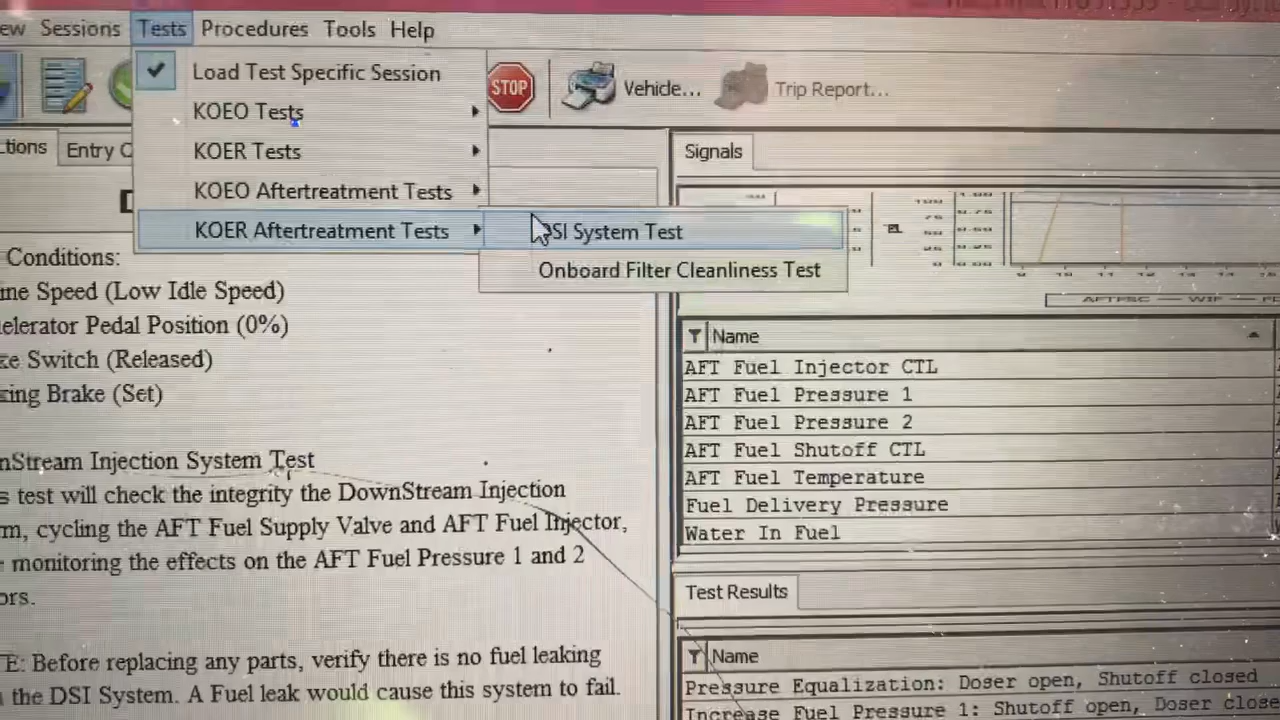 Sessions Tests Procedures Tools Help
Load Test Specific Session
STOP
Vehicle...
Trip Report...
KOEO Tests
KOER Tests
KOEO Aftertreatment Tests
KOER Aftertreatment Tests
SI System Test
Onboard Filter Cleanliness Test
Entry C
Signals
Conditions:
ne Speed (Low Idle Speed)
elerator Pedal Position (0%)
ke Switch (Released)
king Brake (Set)
nStream Injection System Test
s test will check the integrity the DownStream Injection
m, cycling the AFT Fuel Supply Valve and AFT Fuel Injector,
monitoring the effects on the AFT Fuel Pressure 1 and 2
ors.
E: Before replacing any parts, verify there is no fuel leaking
the DSI System. A Fuel leak would cause this system to fail.
Name
AFT Fuel Injector CTL
AFT Fuel Pressure 1
AFT Fuel Pressure 2
AFT Fuel Shutoff CTL
AFT Fuel Temperature
Fuel Delivery Pressure
Water In Fuel
Test Results
Name
Pressure Equalization: Doser open, Shutoff closed
Increase Fuel Pressure 1: Shutoff open, Doser close